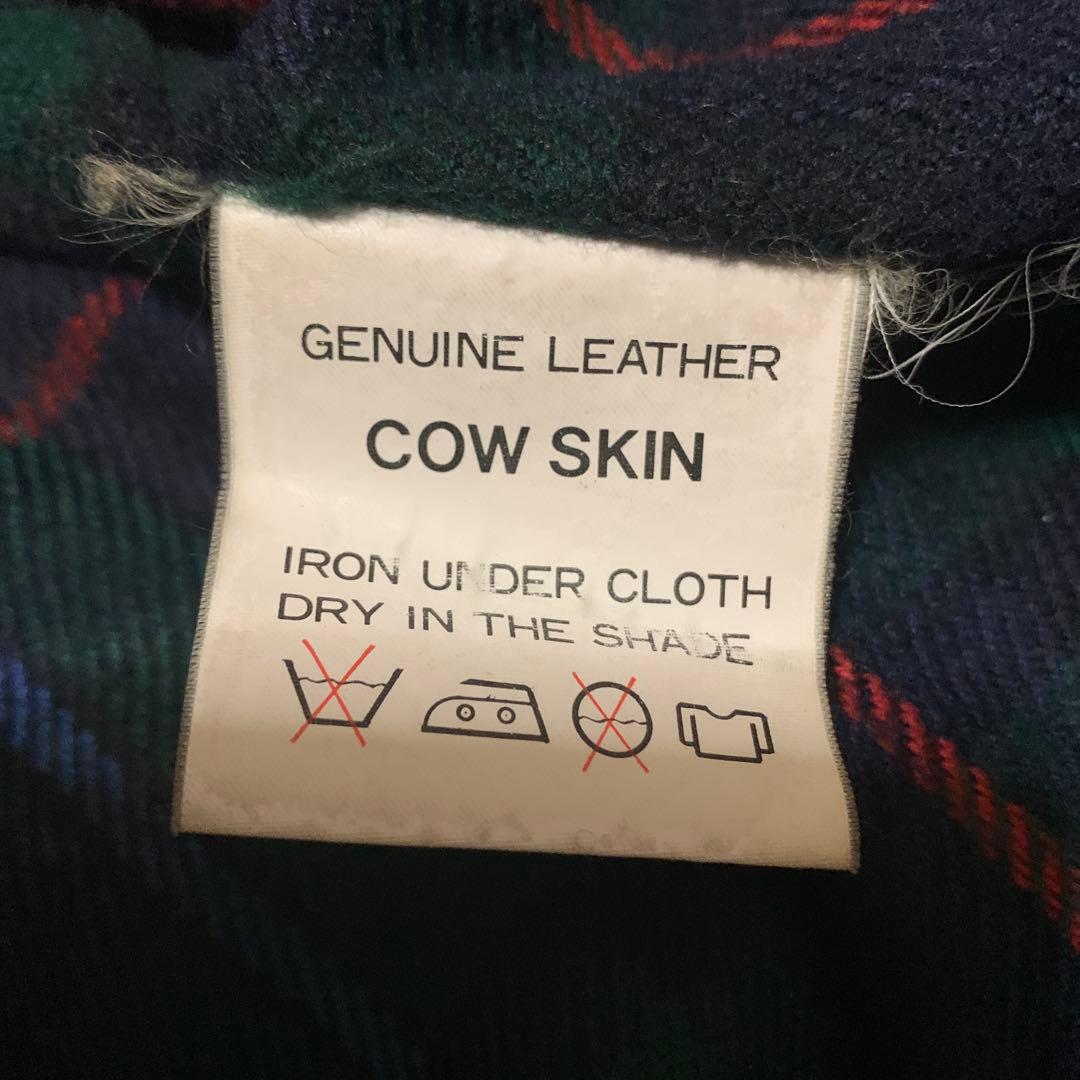 GENUINE LEATHER
COW SKIN
IRON UNDER CLOTH
DRY IN THE SHADE